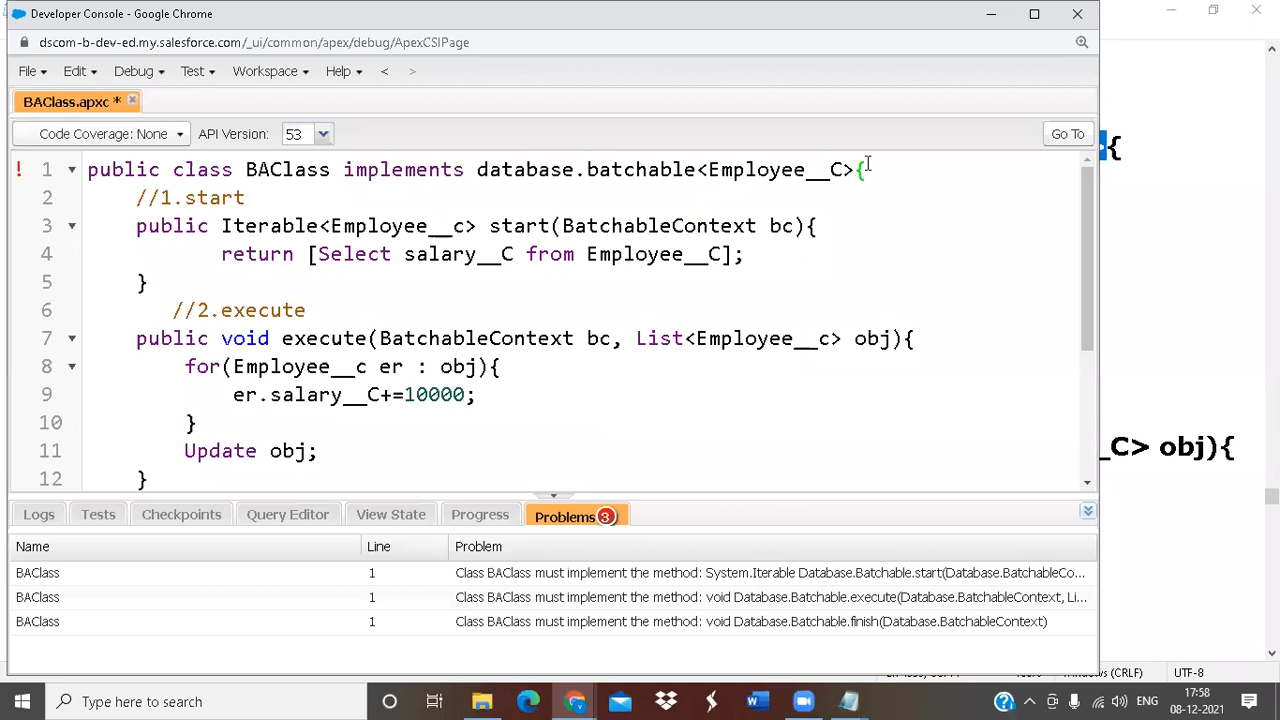 Developer Console - Google Chrome
dscom-b-dev-ed.my.salesforce.com/_ui/common/apex/debug/ApexCSIPage
File Edit Debug Test Workspace Help < >
BAClass.apxc *
Code Coverage: None API Version: 53 Go To
! 1 public class BAClass implements database.batchable<Employee__C>{
2 //1.start
3 public Iterable<Employee__c> start(BatchableContext bc){
4 return [Select salary__C from Employee__C];
5 }
6 //2.execute
7 public void execute(BatchableContext bc, List<Employee__c> obj){
8 for(Employee__c er : obj){
9 er.salary__C+=10000;
10 }
11 Update obj;
12 }
{
_C> obj){
Logs Tests Checkpoints Query Editor View State Progress Problems 3
Name Line Problem
BAClass 1 Class BAClass must implement the method: System.Iterable Database.Batchable.start(Database.BatchableCo...
BAClass 1 Class BAClass must implement the method: void Database.Batchable.execute(Database.BatchableContext, Li...
BAClass 1 Class BAClass must implement the method: void Database.Batchable.finish(Database.BatchableContext)
(CRLF) UTF-8
Type here to search
ENG
17:58
08-12-2021